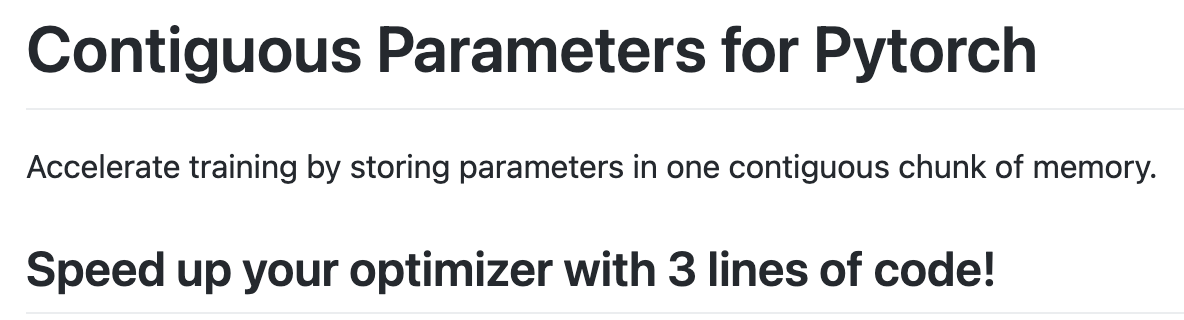 Contiguous Parameters for Pytorch
Accelerate training by storing parameters in one contiguous chunk of memory.
Speed up your optimizer with 3 lines of code!